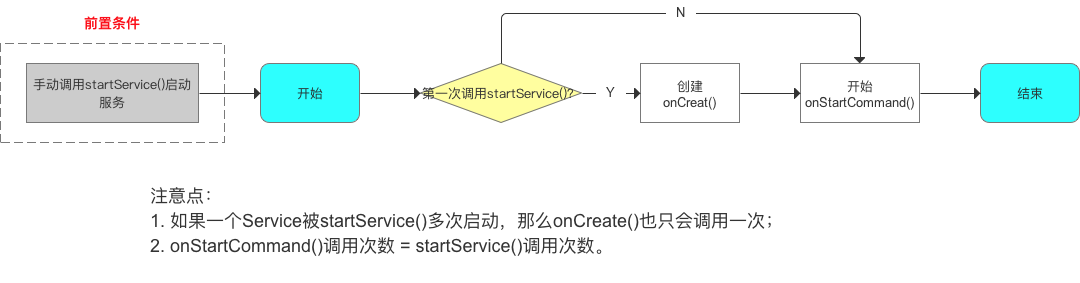 前置条件
N
手动调用startService()启动
服务
开始
第一次调用startService()?
Y
创建
onCreat()
开始
onStartCommand()
结束
注意点：
1. 如果一个Service被startService()多次启动，那么onCreate()也只会调用一次；
2. onStartCommand()调用次数 = startService()调用次数。